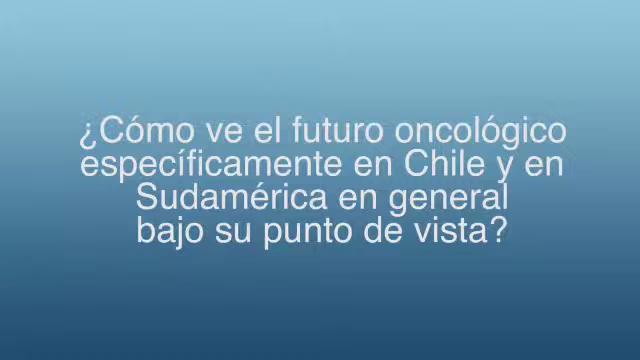 ¿Cómo ve el futuro oncológico
específicamente en Chile y en
Sudamérica en general
bajo su punto de vista?